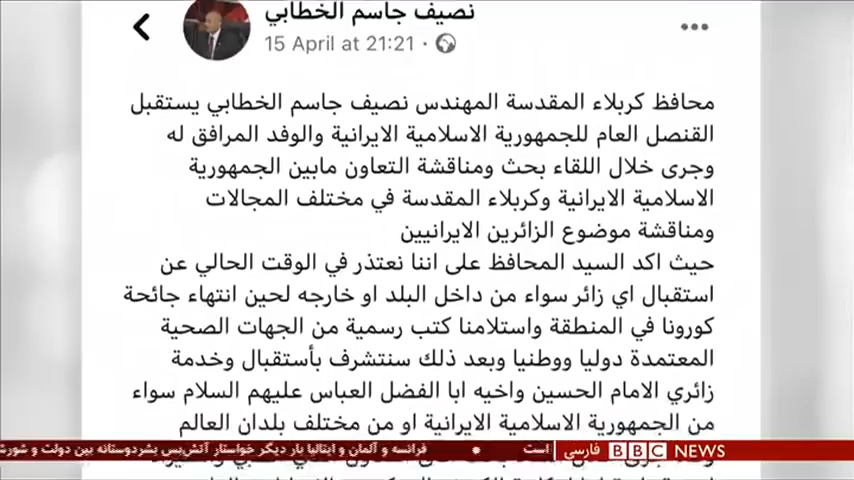 نصيف جاسم الخطابي
15 April at 21:21 ·
محافظ كربلاء المقدسة المهندس نصيف جاسم الخطابي يستقبل
القنصل العام للجمهورية الاسلامية الايرانية والوفد المرافق له
وجرى خلال اللقاء بحث ومناقشة التعاون مابين الجمهورية
الاسلامية الايرانية وكربلاء المقدسة في مختلف المجالات
ومناقشة موضوع الزائرين الايرانيين
حيث اكد السيد المحافظ على اننا نعتذر في الوقت الحالي عن
استقبال اي زائر سواء من داخل البلد او خارجه لحين انتهاء جائحة
كورونا في المنطقة واستلامنا كتب رسمية من الجهات الصحية
المعتمدة دوليا ووطنيا وبعد ذلك سنتشرف بأستقبال وخدمة
زائري الامام الحسين واخيه ابا الفضل العباس عليهم السلام سواء
من الجمهورية الاسلامية الايرانية او من مختلف بلدان العالم
BBC NEWS فارسی
است • فرانسه و آلمان و ایتالیا بار دیگر خواستار آتش‌بس بشردوستانه بین دولت و